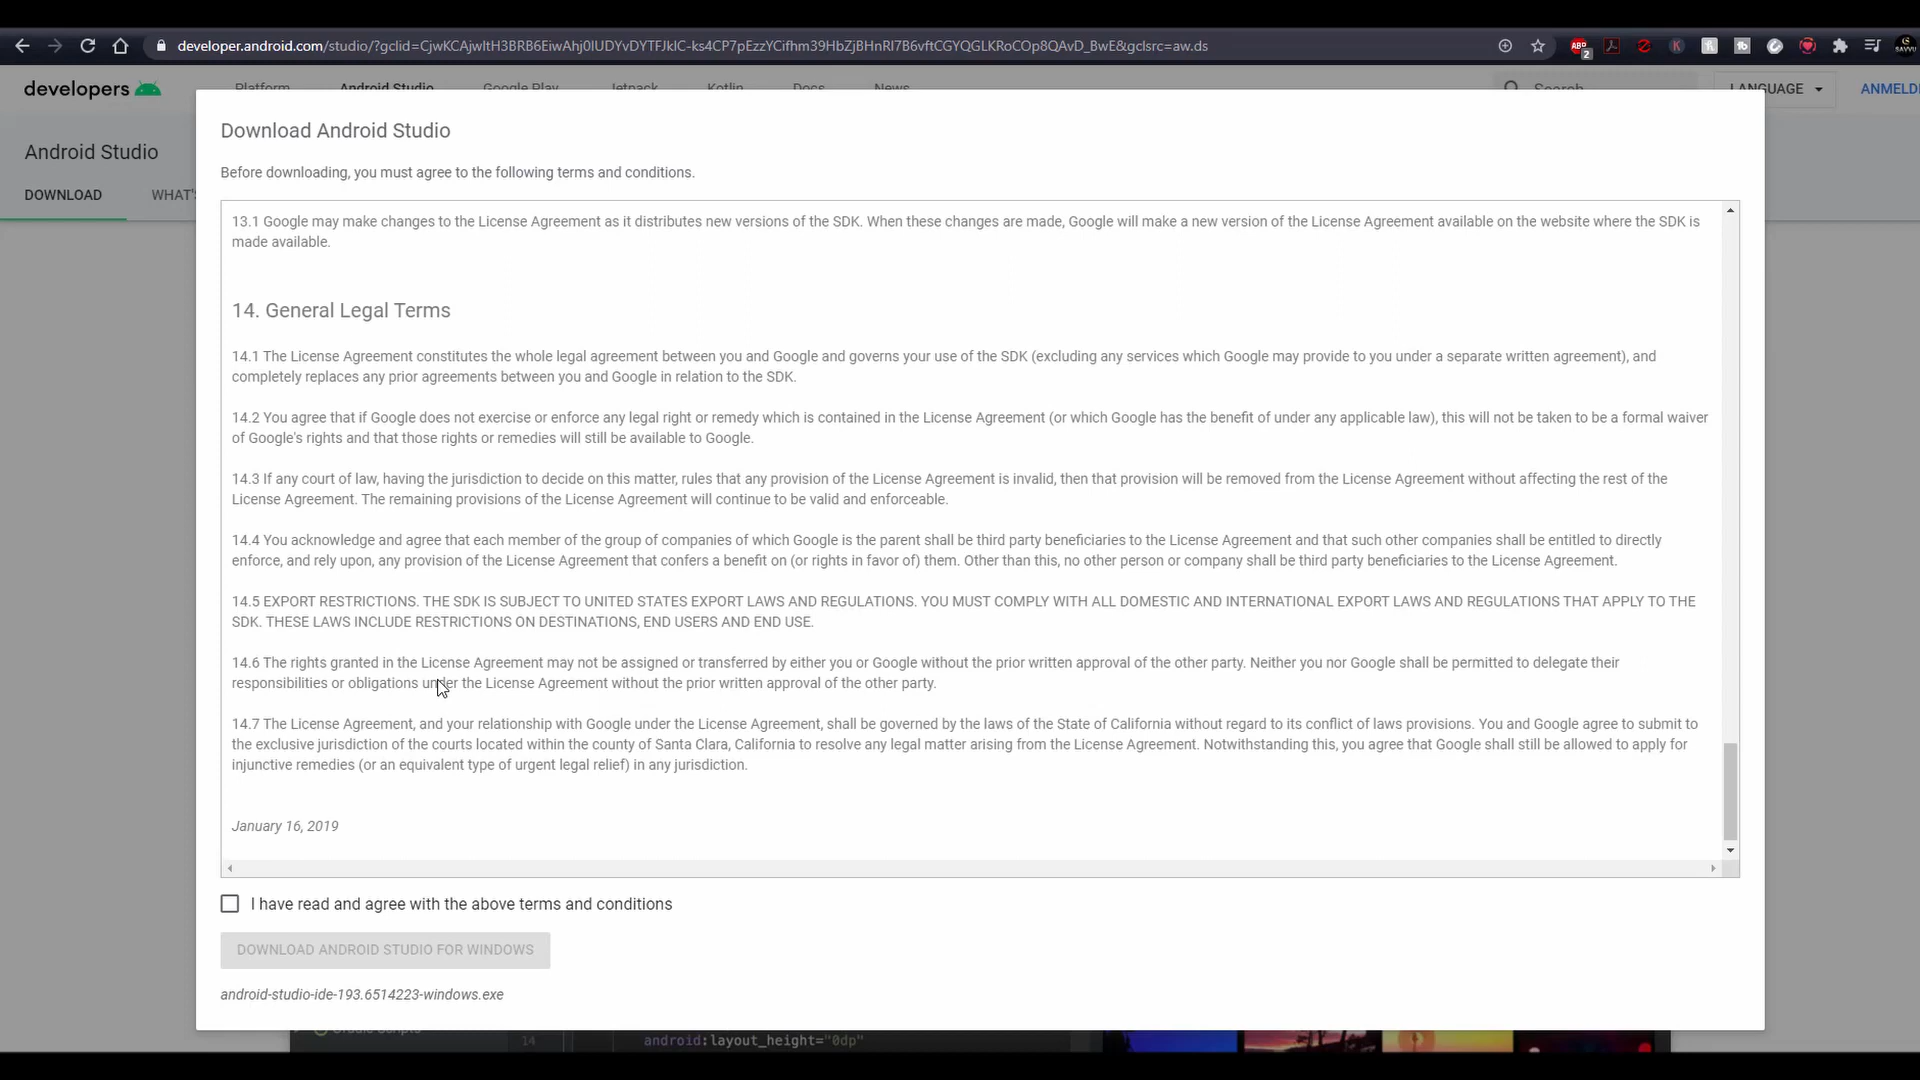 developer.android.com/studio/?gclid=CjwKCAjwltH3BRB6EiwAhj0lUDYvDYTFJklC-ks4CP7pEzzYCifhm39HbZjBHnRl7B6vftCGYQGLKRoCOp8QAvD_BwE&gclsrc=aw.ds
ABP
2
developers
Platform Android Studio Google Play Jetpack Kotlin Docs News
Search
LANGUAGE
ANMELD
Android Studio
DOWNLOAD
WHAT'S
Download Android Studio
Before downloading, you must agree to the following terms and conditions.
13.1 Google may make changes to the License Agreement as it distributes new versions of the SDK. When these changes are made, Google will make a new version of the License Agreement available on the website where the SDK is
made available.
14. General Legal Terms
14.1 The License Agreement constitutes the whole legal agreement between you and Google and governs your use of the SDK (excluding any services which Google may provide to you under a separate written agreement), and
completely replaces any prior agreements between you and Google in relation to the SDK.
14.2 You agree that if Google does not exercise or enforce any legal right or remedy which is contained in the License Agreement (or which Google has the benefit of under any applicable law), this will not be taken to be a formal waiver
of Google's rights and that those rights or remedies will still be available to Google.
14.3 If any court of law, having the jurisdiction to decide on this matter, rules that any provision of the License Agreement is invalid, then that provision will be removed from the License Agreement without affecting the rest of the
License Agreement. The remaining provisions of the License Agreement will continue to be valid and enforceable.
14.4 You acknowledge and agree that each member of the group of companies of which Google is the parent shall be third party beneficiaries to the License Agreement and that such other companies shall be entitled to directly
enforce, and rely upon, any provision of the License Agreement that confers a benefit on (or rights in favor of) them. Other than this, no other person or company shall be third party beneficiaries to the License Agreement.
14.5 EXPORT RESTRICTIONS. THE SDK IS SUBJECT TO UNITED STATES EXPORT LAWS AND REGULATIONS. YOU MUST COMPLY WITH ALL DOMESTIC AND INTERNATIONAL EXPORT LAWS AND REGULATIONS THAT APPLY TO THE
SDK. THESE LAWS INCLUDE RESTRICTIONS ON DESTINATIONS, END USERS AND END USE.
14.6 The rights granted in the License Agreement may not be assigned or transferred by either you or Google without the prior written approval of the other party. Neither you nor Google shall be permitted to delegate their
responsibilities or obligations under the License Agreement without the prior written approval of the other party.
14.7 The License Agreement, and your relationship with Google under the License Agreement, shall be governed by the laws of the State of California without regard to its conflict of laws provisions. You and Google agree to submit to
the exclusive jurisdiction of the courts located within the county of Santa Clara, California to resolve any legal matter arising from the License Agreement. Notwithstanding this, you agree that Google shall still be allowed to apply for
injunctive remedies (or an equivalent type of urgent legal relief) in any jurisdiction.
January 16, 2019
I have read and agree with the above terms and conditions
DOWNLOAD ANDROID STUDIO FOR WINDOWS
android-studio-ide-193.6514223-windows.exe
14 android:layout_height="0dp"